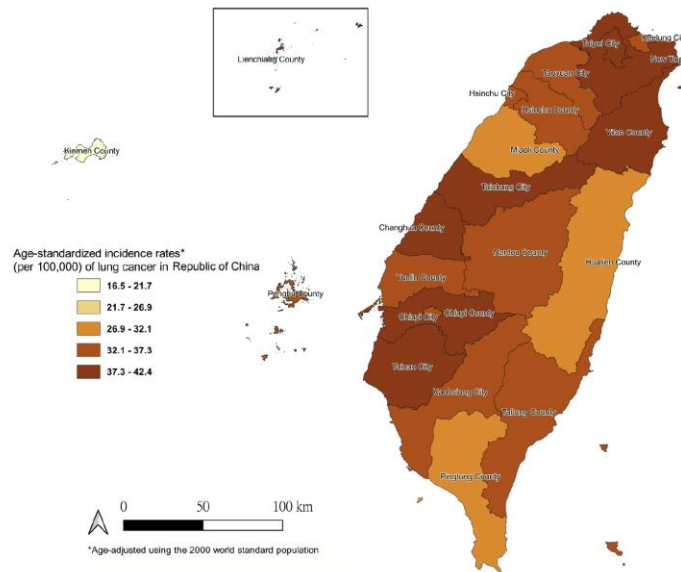 Lienchiang County
Taipei City
Keelung C
New Taip
Taoyuan City
Hsinchu City
Hsinchu County
Yilan County
Kinmen County
Miaoli County
Taichung City
Changhua County
Nantou County
Hualien County
Age-standardized incidence rates*
(per 100,000) of lung cancer in Republic of China
16.5 - 21.7
21.7 - 26.9
26.9 - 32.1
32.1 - 37.3
37.3 - 42.4
Penghu County
Yunlin County
Chiayi City
Chiayi County
Tainan City
Kaohsiung City
Taitung County
Pingtung County
0 50 100 km
*Age-adjusted using the 2000 world standard population